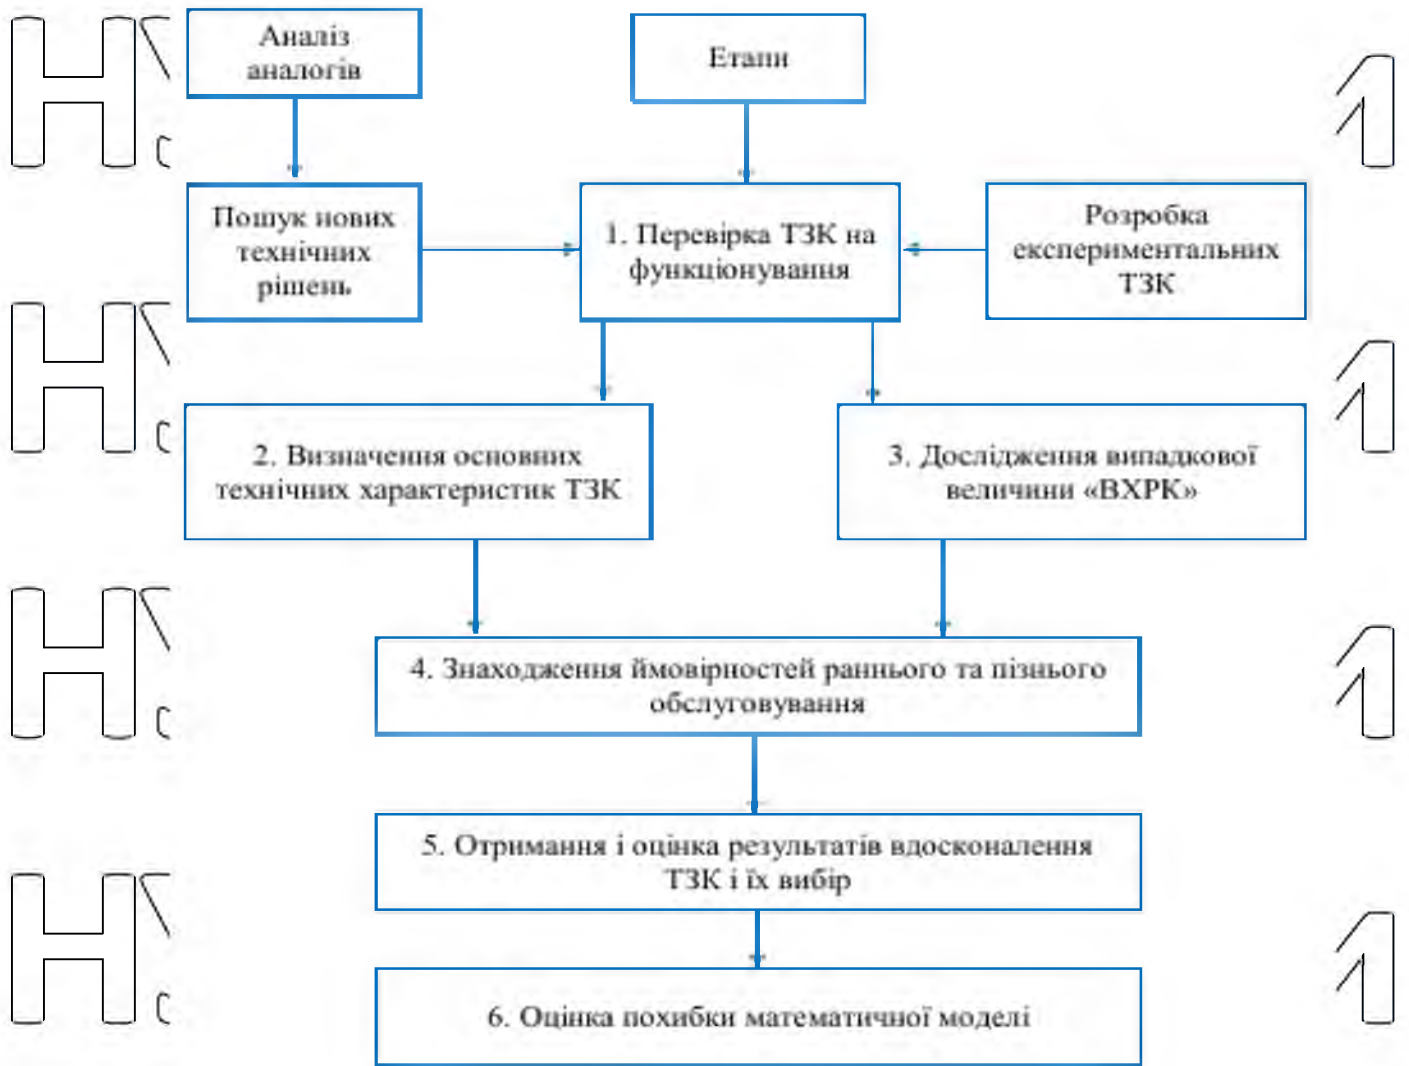 Аналіз
аналогів
Етапи
Пошук нових
технічних
рішень
1. Перевірка ТЗК на
функціонування
Розробка
експериментальних
ТЗК
2. Визначення основних
технічних характеристик ТЗК
3. Дослідження випадкової
величини «ВХРК»
4. Знаходження ймовірностей раннього та пізнього
обслуговування
5. Отримання і оцінка результатів вдосконалення
ТЗК і їх вибір
6. Оцінка похибки математичної моделі